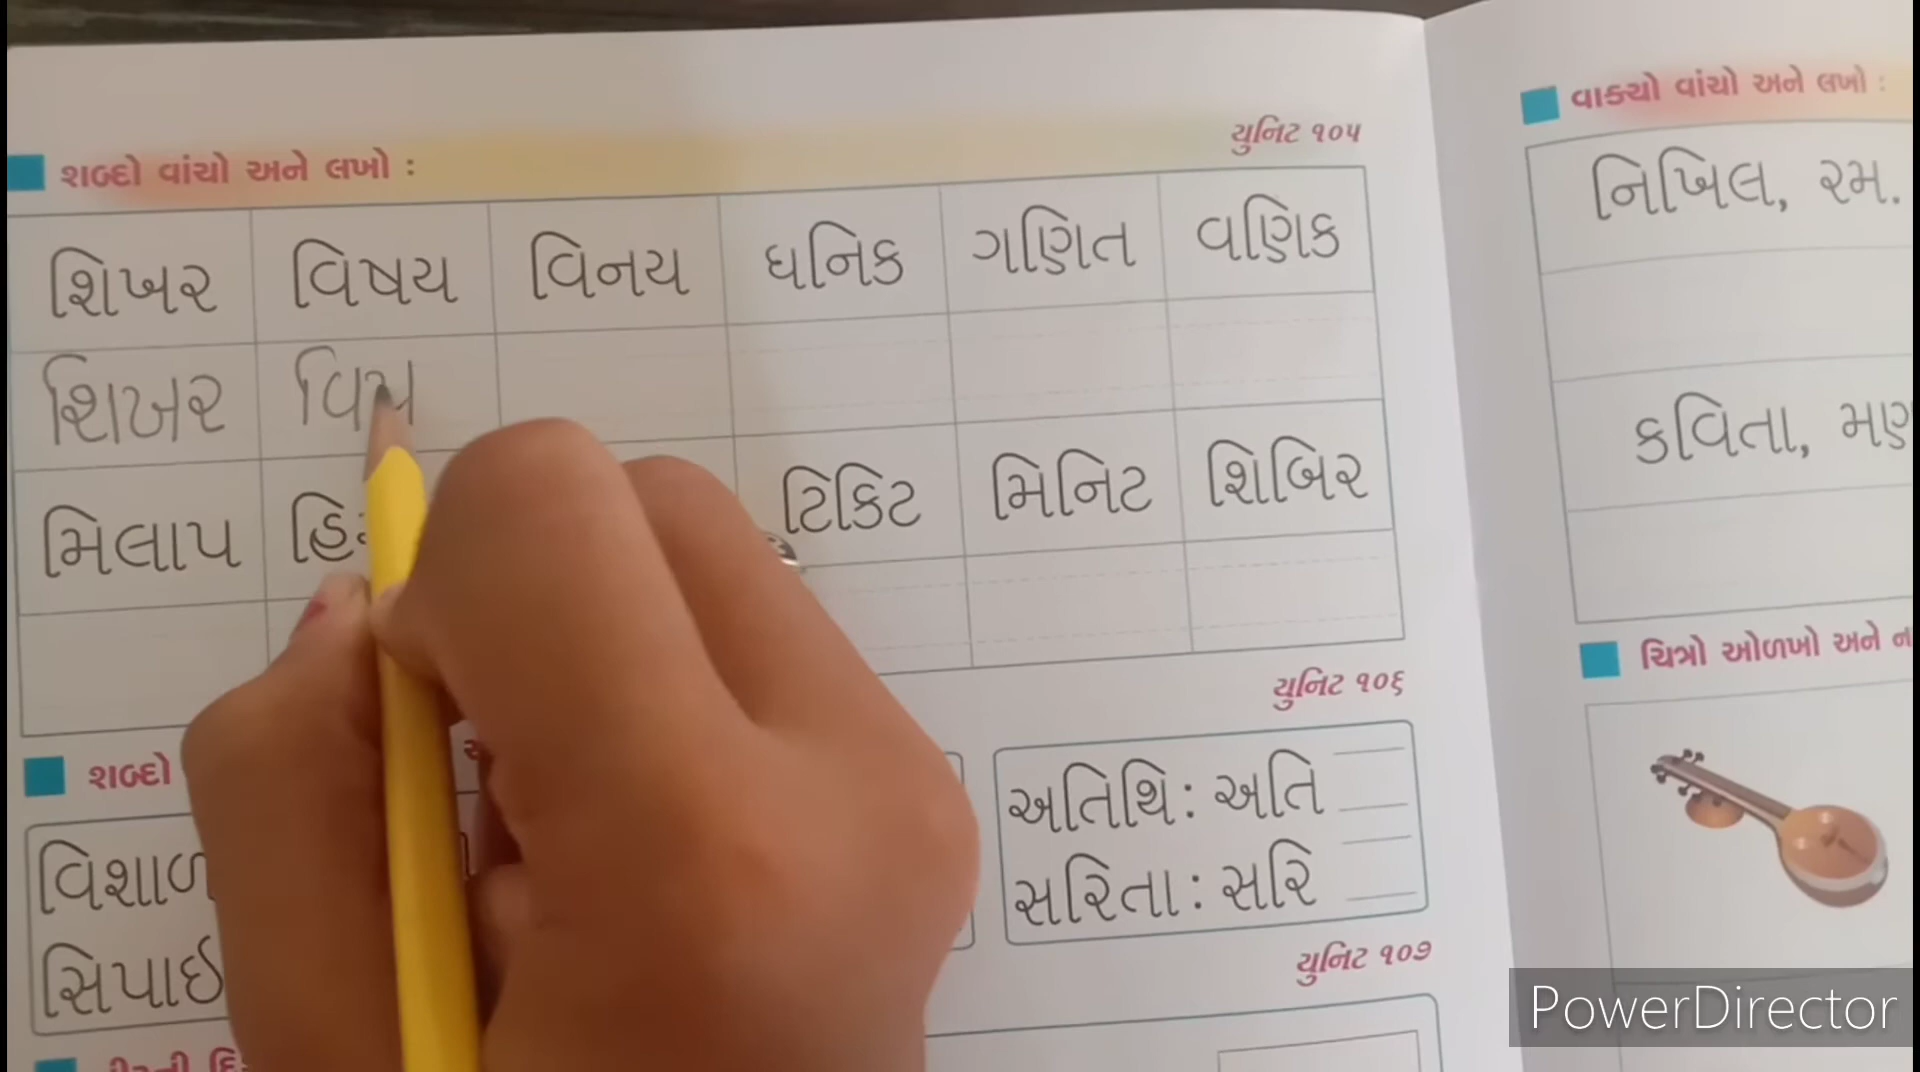 યુનિટ ૧૦૫
શબ્દો વાંચો અને લખો :
શિખર વિષય વિનય ધનિક ગણિત વણિક
શિખર
મિલાપ ટિકિટ મિનિટ શિબિર
યુનિટ ૧૦૬
શબ્દો
વિશાળ
સિપાઈ
અતિથિ : અતિ
સરિતા : સરિ
યુનિટ ૧૦૭
વાક્યો વાંચો અને લખો :
નિખિલ, રમ.
કવિતા,
ચિત્રો ઓળખો અને
PowerDirector